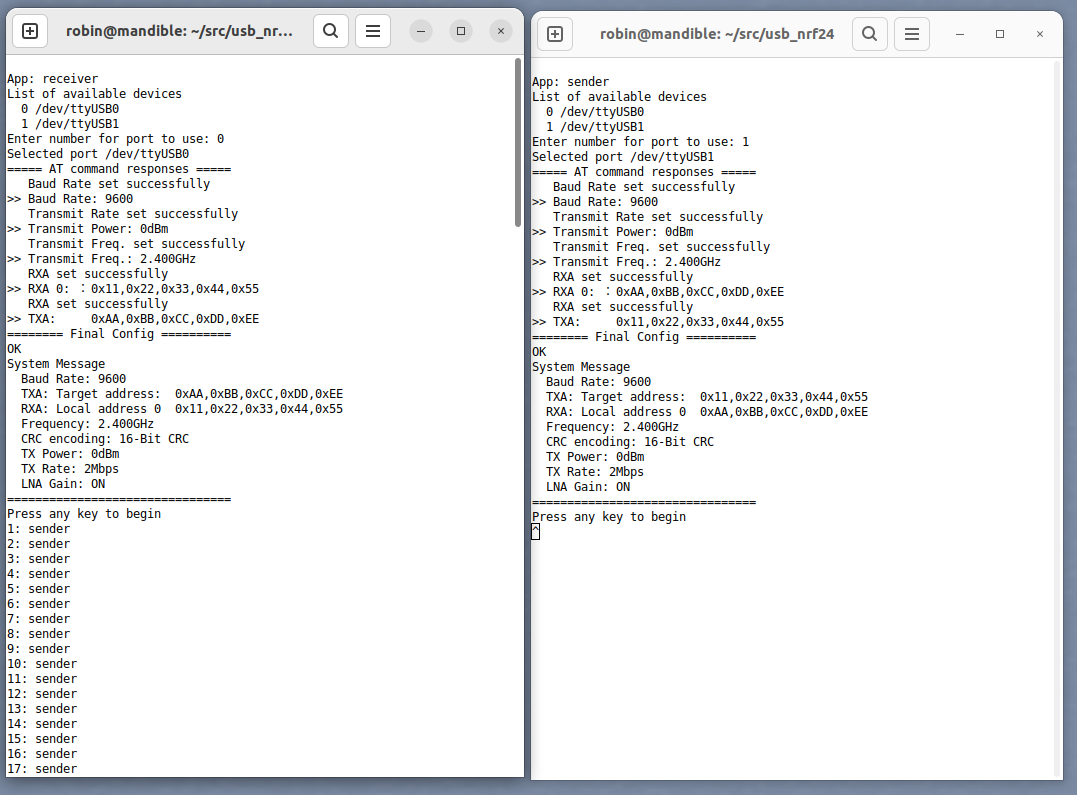 robin@mandible: ~/src/usb_nr...
App: receiver
List of available devices
  0 /dev/ttyUSB0
  1 /dev/ttyUSB1
Enter number for port to use: 0
Selected port /dev/ttyUSB0
===== AT command responses =====
   Baud Rate set successfully
>> Baud Rate: 9600
   Transmit Rate set successfully
>> Transmit Power: 0dBm
   Transmit Freq. set successfully
>> Transmit Freq.: 2.400GHz
   RXA set successfully
>> RXA 0: ：0x11,0x22,0x33,0x44,0x55
   RXA set successfully
>> TXA:     0xAA,0xBB,0xCC,0xDD,0xEE
======== Final Config ==========
OK
System Message
  Baud Rate: 9600
  TXA: Target address:  0xAA,0xBB,0xCC,0xDD,0xEE
  RXA: Local address 0  0x11,0x22,0x33,0x44,0x55
  Frequency: 2.400GHz
  CRC encoding: 16-Bit CRC
  TX Power: 0dBm
  TX Rate: 2Mbps
  LNA Gain: ON
================================
Press any key to begin
1: sender
2: sender
3: sender
4: sender
5: sender
6: sender
7: sender
8: sender
9: sender
10: sender
11: sender
12: sender
13: sender
14: sender
15: sender
16: sender
17: sender
robin@mandible: ~/src/usb_nrf24
App: sender
List of available devices
  0 /dev/ttyUSB0
  1 /dev/ttyUSB1
Enter number for port to use: 1
Selected port /dev/ttyUSB1
===== AT command responses =====
   Baud Rate set successfully
>> Baud Rate: 9600
   Transmit Rate set successfully
>> Transmit Power: 0dBm
   Transmit Freq. set successfully
>> Transmit Freq.: 2.400GHz
   RXA set successfully
>> RXA 0: ：0xAA,0xBB,0xCC,0xDD,0xEE
   RXA set successfully
>> TXA:     0x11,0x22,0x33,0x44,0x55
======== Final Config ==========
OK
System Message
  Baud Rate: 9600
  TXA: Target address:  0x11,0x22,0x33,0x44,0x55
  RXA: Local address 0  0xAA,0xBB,0xCC,0xDD,0xEE
  Frequency: 2.400GHz
  CRC encoding: 16-Bit CRC
  TX Power: 0dBm
  TX Rate: 2Mbps
  LNA Gain: ON
================================
Press any key to begin
^